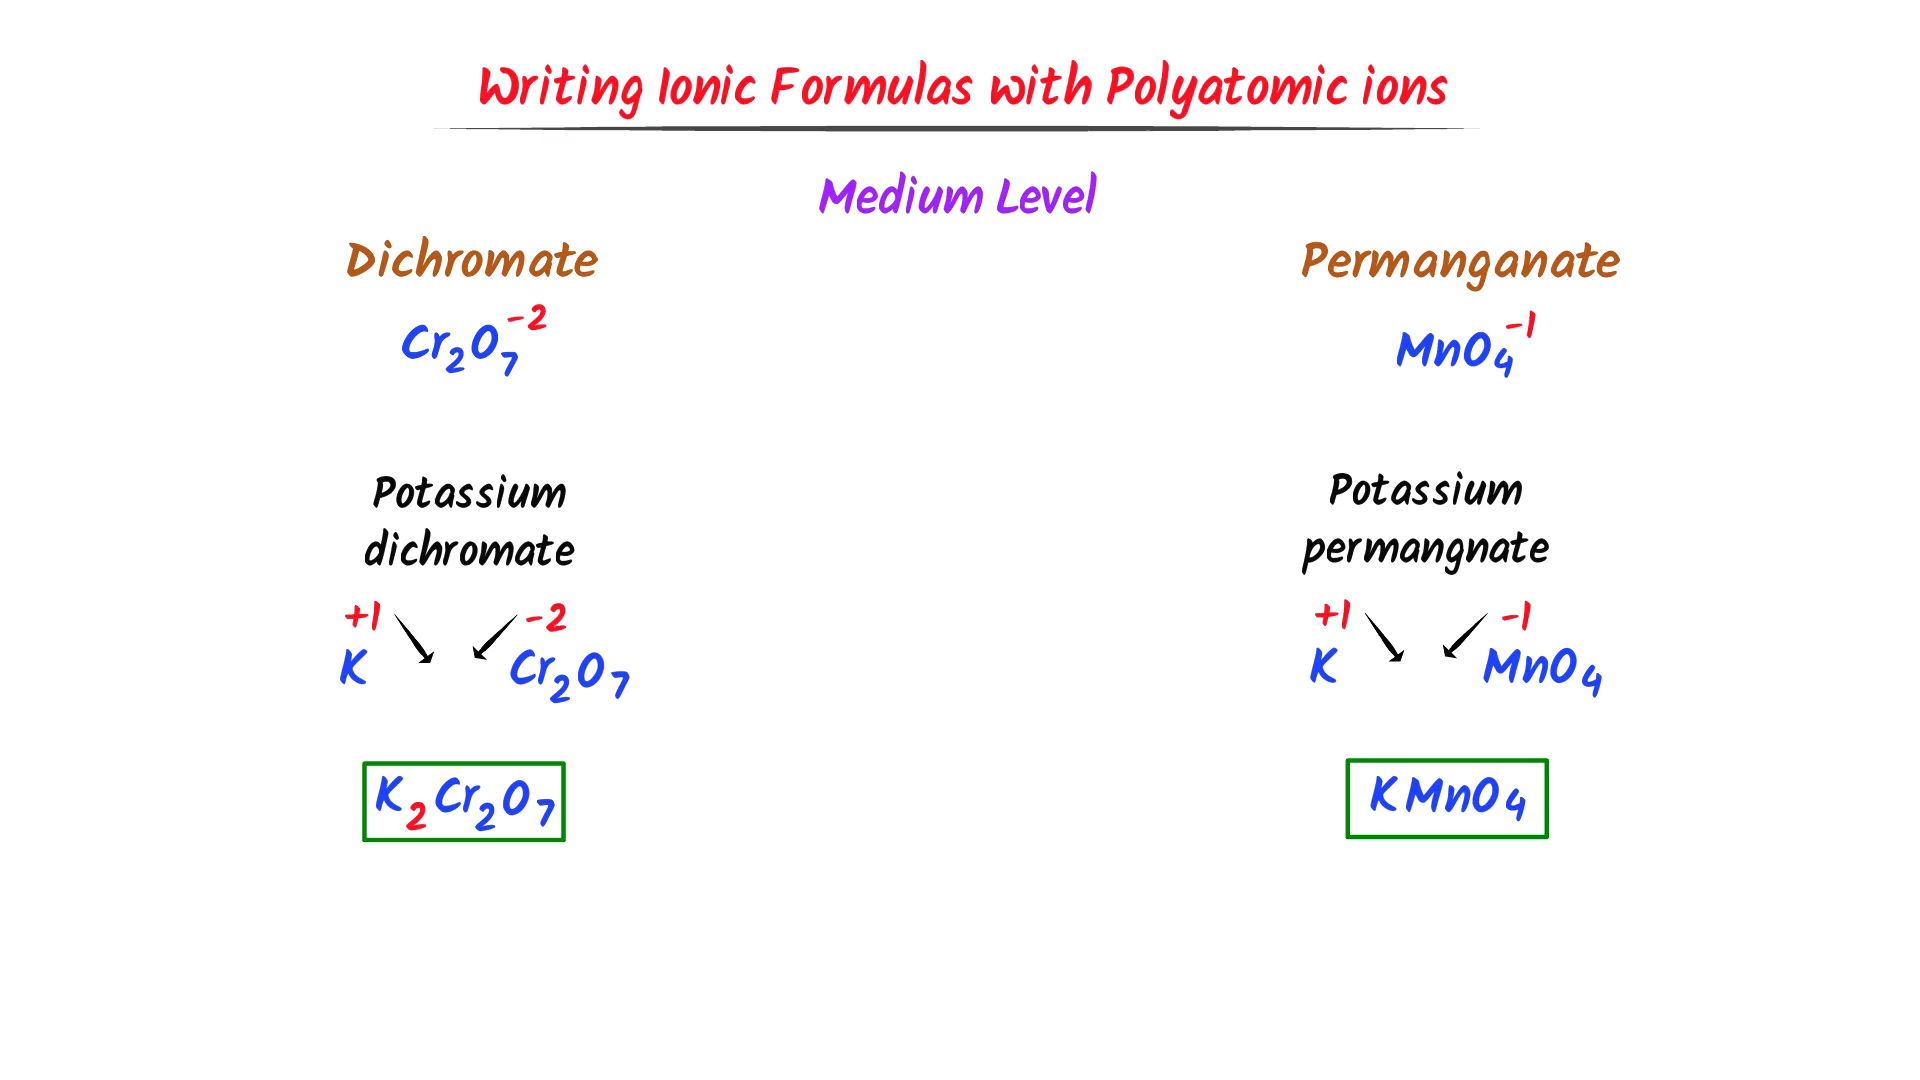 Writing Ionic Formulas with Polyatomic ions
Medium Level
Dichromate
Cr₂O₇⁻²
Potassium
dichromate
+1 -2
K Cr₂O₇
K₂Cr₂O₇
Permanganate
MnO₄⁻¹
Potassium
permangnate
+1 -1
K MnO₄
KMnO₄